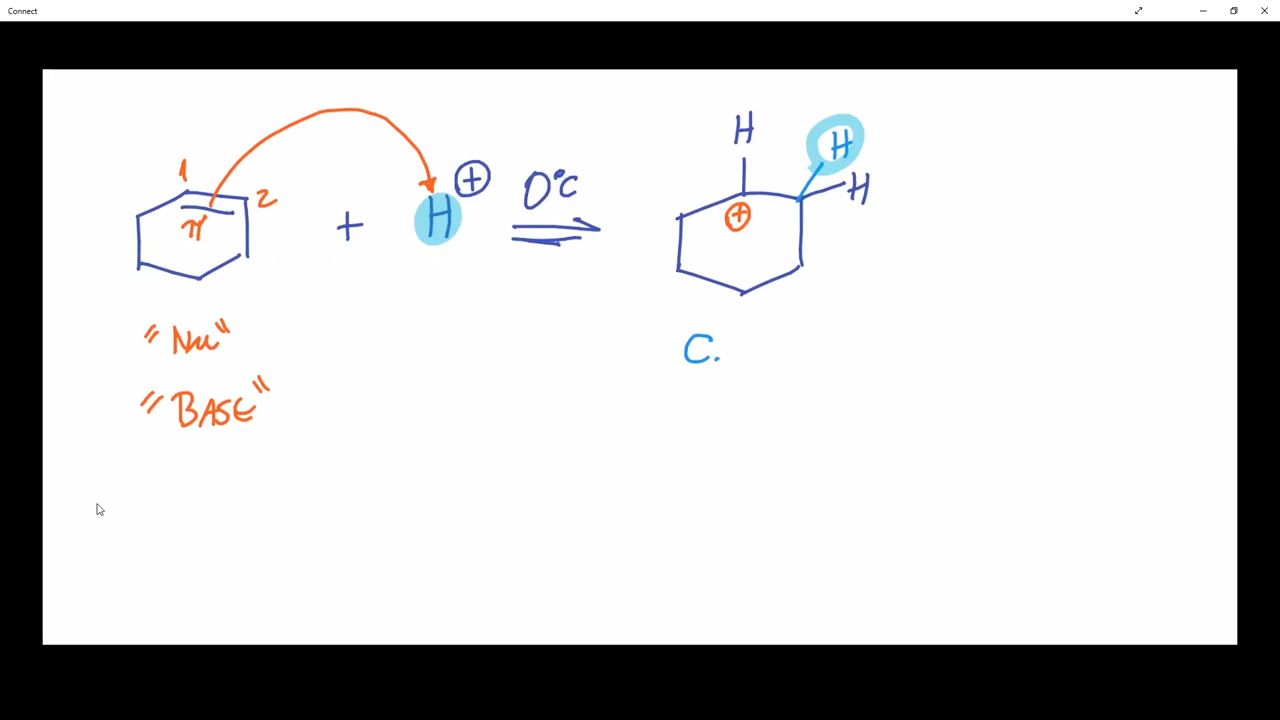 Connect
H
H
1
2
+
H
⊕
0°C
H
π
⊕
"Nu"
C.
"BASE"